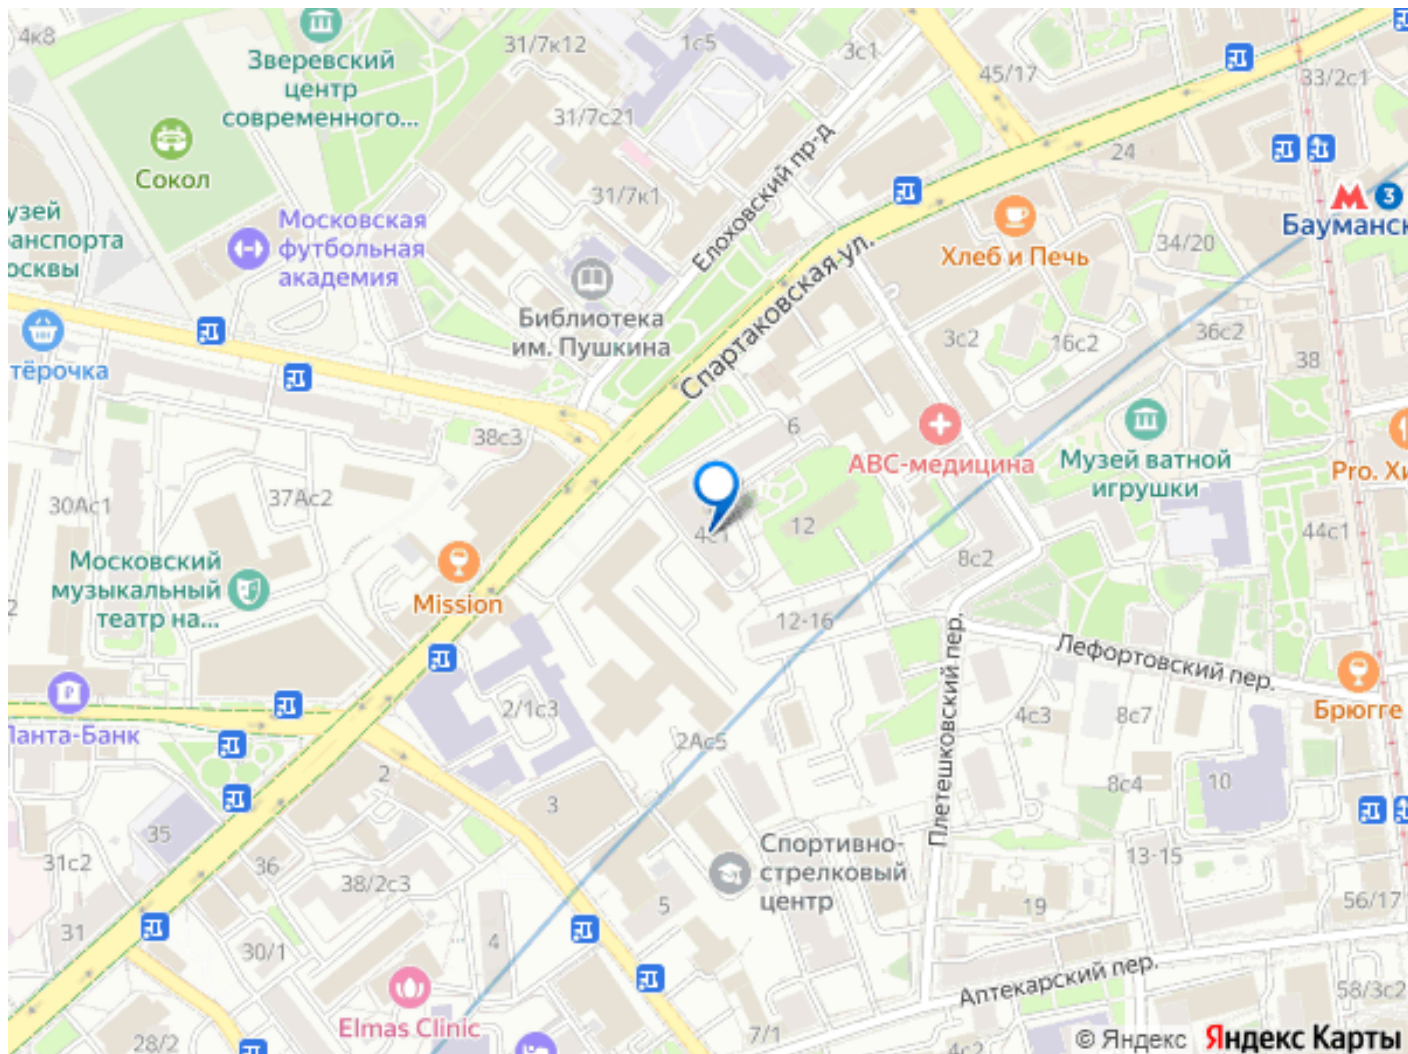 4к8
31/7к12
1с5
3с1
45/17
33/2с1
Зверевский
центр
современного...
31/7с21
Елоховский пр-д
24
Сокол
31/7к1
3
узей
анспорта
осквы
Московская
футбольная
академия
Бауманск
34/20
Хлеб и Печь
Спартаковская ул.
Библиотека
им. Пушкина
3с2
16с2
36с2
38
тёрочка
6
38с3
АВС-медицина
Музей ватной
игрушки
Pro. Хи
37Ас2
30Ас1
4с1
12
44с1
8с2
Московский
музыкальный
театр на...
2
Mission
12-16
Лефортовский пер.
Плетешковский пер.
Ланта-Банк
2/1с3
4с3
8с7
Брюгге
2Ас5
2
3
8с4
10
35
31с2
36
38/2с3
Спортивно-
стрелковый
центр
13-15
5
19
56/17
31
30/1
4
Аптекарский пер.
58/3с2
Elmas Clinic
28/2
7/1
4с2
© Яндекс Яндекс Карты